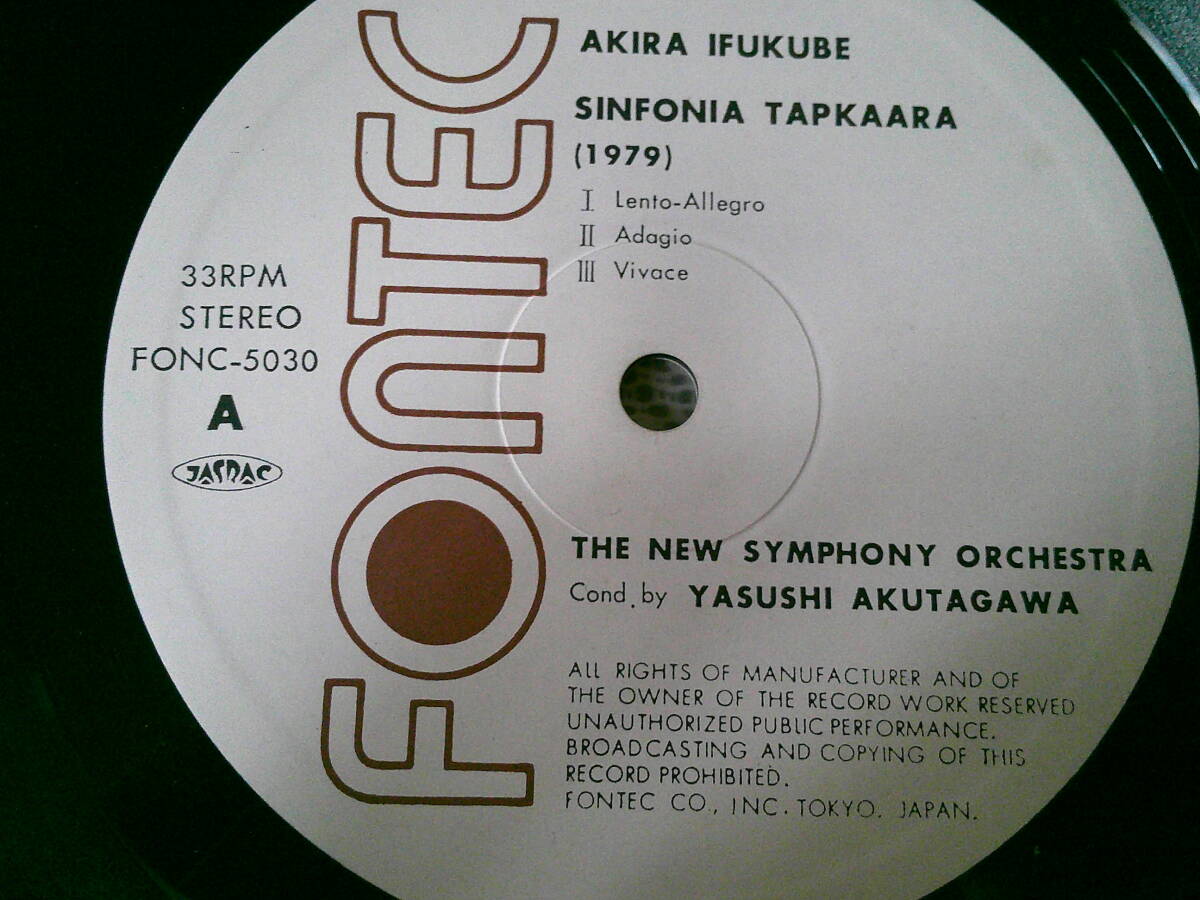 FONTEC
AKIRA IFUKUBE
SINFONIA TAPKAARA
(1979)
I Lento-Allegro
II Adagio
III Vivace
33RPM
STEREO
FONC-5030
A
JASRAC
THE NEW SYMPHONY ORCHESTRA
Cond. by YASUSHI AKUTAGAWA
ALL RIGHTS OF MANUFACTURER AND OF
THE OWNER OF THE RECORD WORK RESERVED
UNAUTHORIZED PUBLIC PERFORMANCE.
BROADCASTING AND COPYING OF THIS
RECORD PROHIBITED.
FONTEC CO., INC. TOKYO. JAPAN.